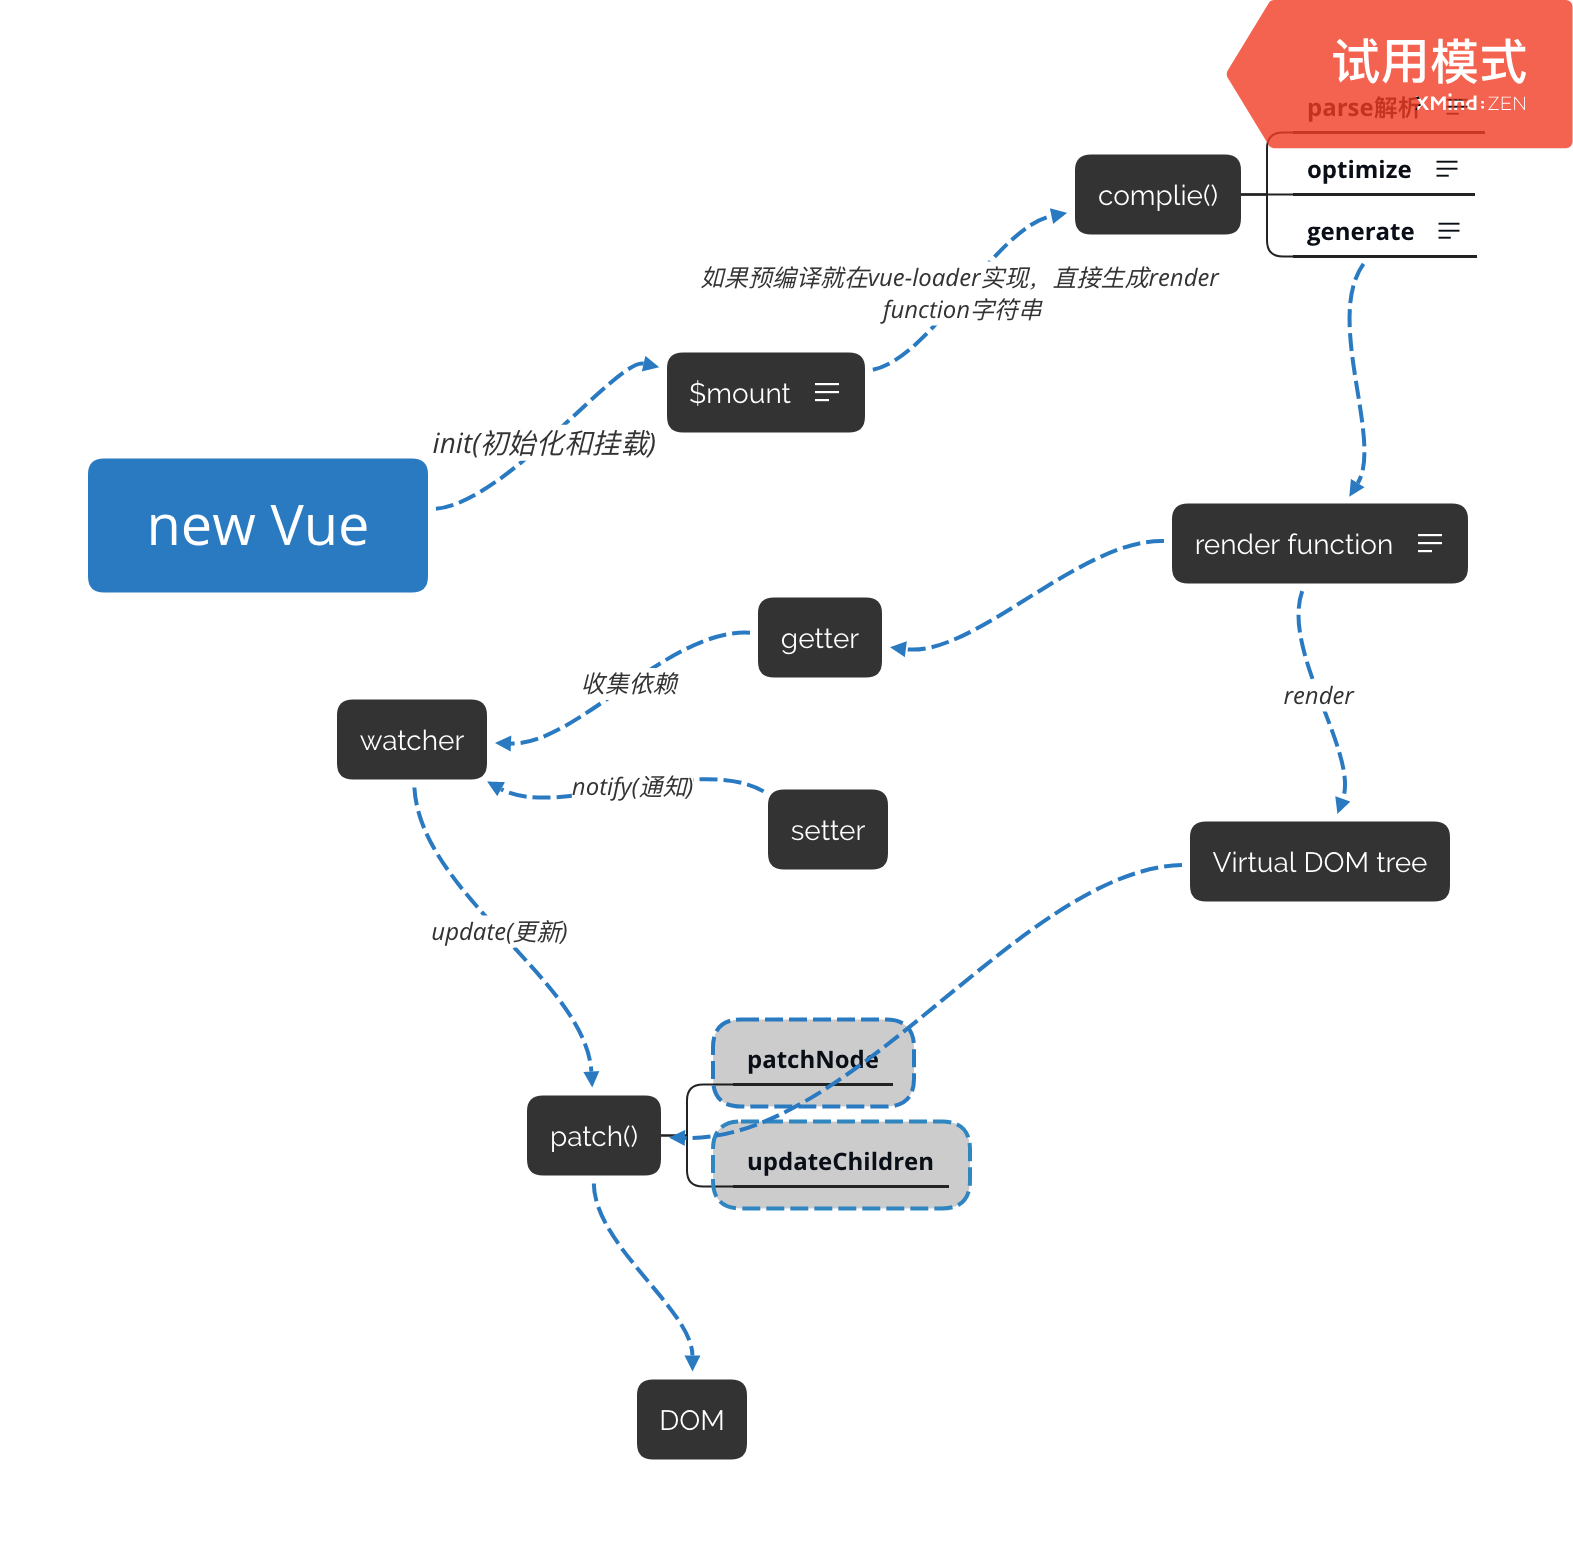 试用模式
XMind:ZEN
parse解析
complie()
optimize
generate
如果预编译就在vue-loader实现，直接生成render
function字符串
$mount
init(初始化和挂载)
new Vue
render function
getter
收集依赖
render
watcher
notify(通知)
setter
Virtual DOM tree
update(更新)
patchNode
patch()
updateChildren
DOM